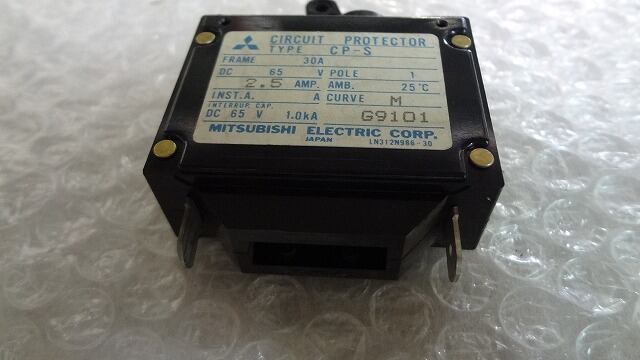 CIRCUIT PROTECTOR
TYPE CP-S
FRAME 30A
DC 65 V POLE 1
2.5 AMP. AMB. 25℃
INST.A. A CURVE M
INTERRUP. CAP.
DC 65 V 1.0kA G9101
MITSUBISHI ELECTRIC CORP.
JAPAN LN312N986-30